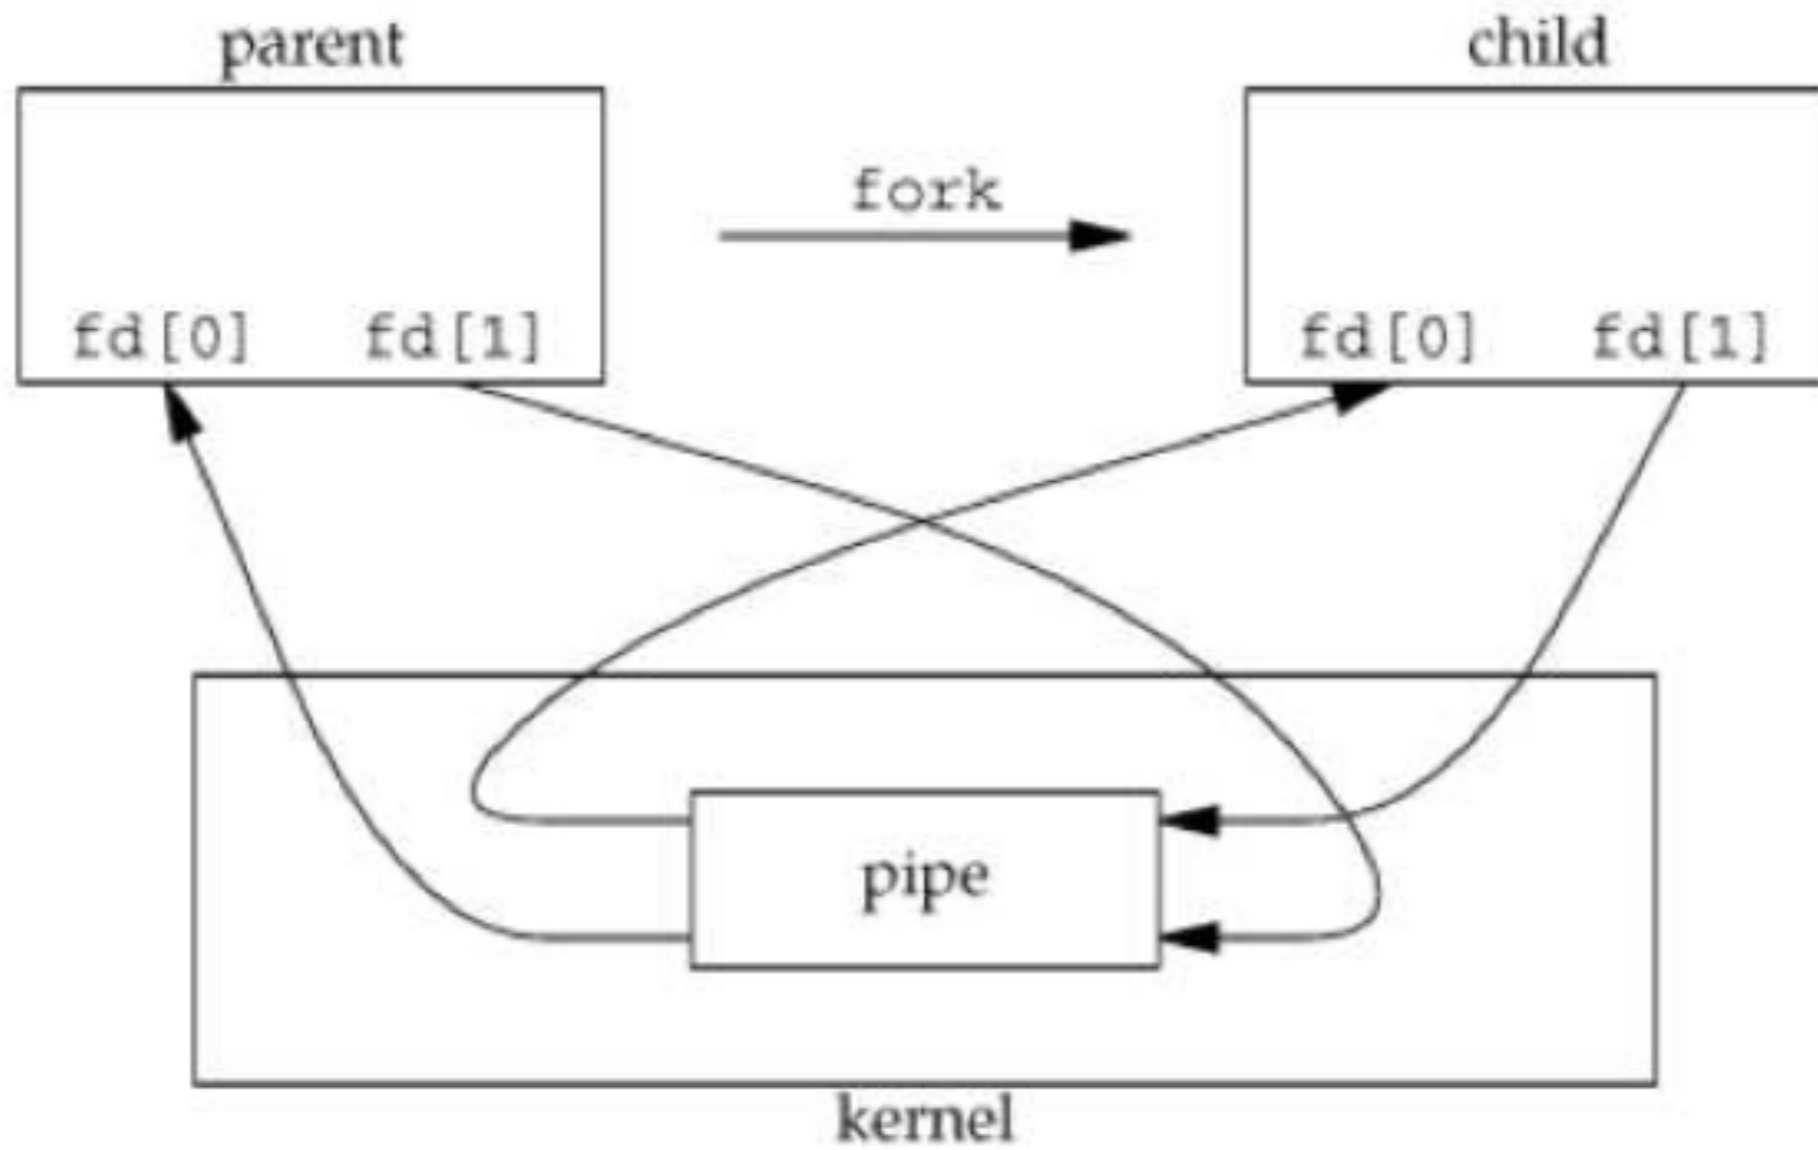 parent
child
fork
fd[0] fd[1]
fd[0] fd[1]
pipe
kernel